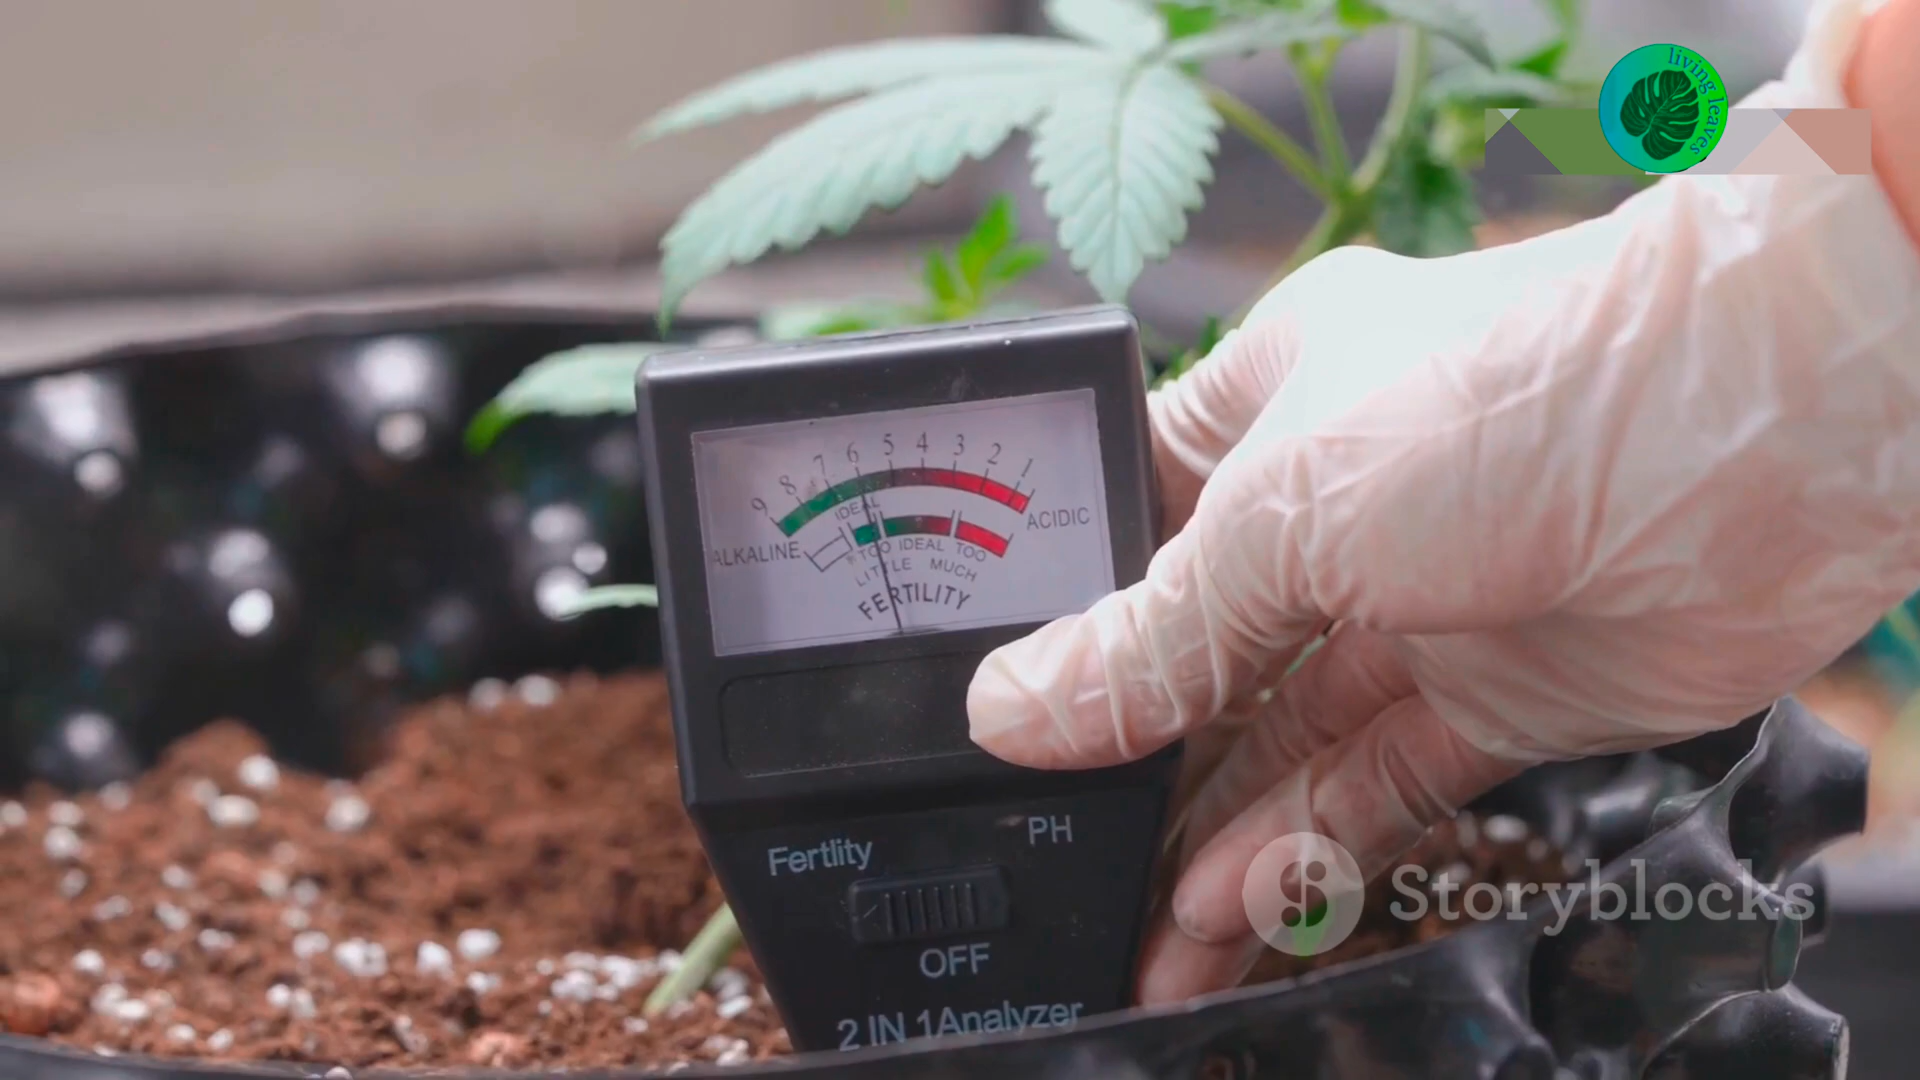 living leaves
9 8 7 6 5 4 3 2 1
IDEAL
ALKALINE
ACIDIC
TOO IDEAL TOO
LITTLE MUCH
FERTILITY
Fertlity
PH
OFF
2 IN 1Analyzer
Storyblocks